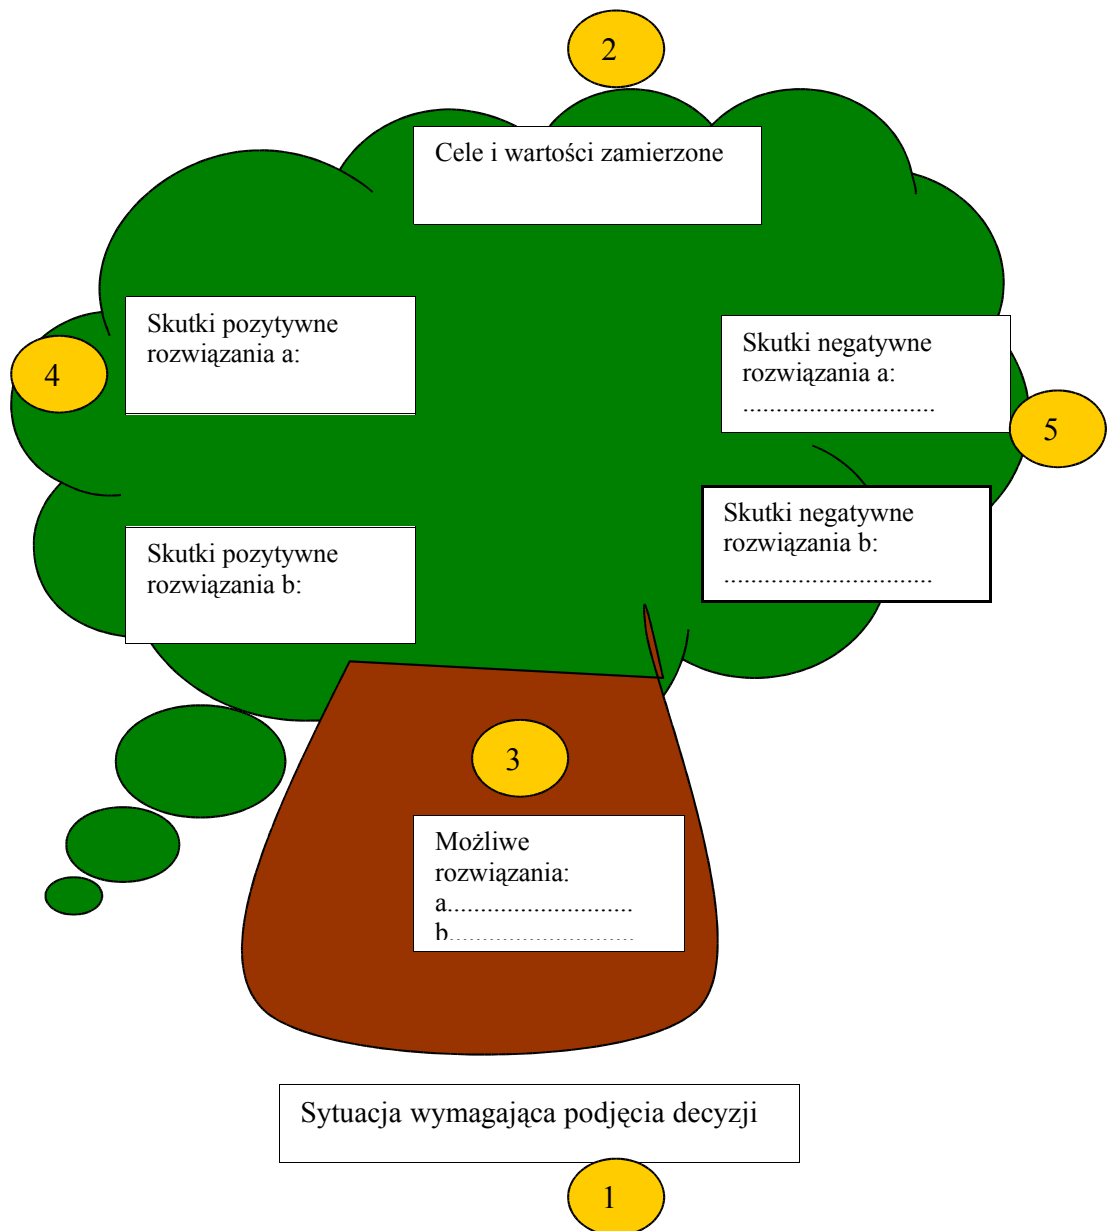 2
Cele i wartości zamierzone
Skutki pozytywne
rozwiązania a:
4
Skutki negatywne
rozwiązania a:
.............................
5
Skutki pozytywne
rozwiązania b:
Skutki negatywne
rozwiązania b:
...............................
3
Możliwe
rozwiązania:
a............................
b............................
Sytuacja wymagająca podjęcia decyzji
1